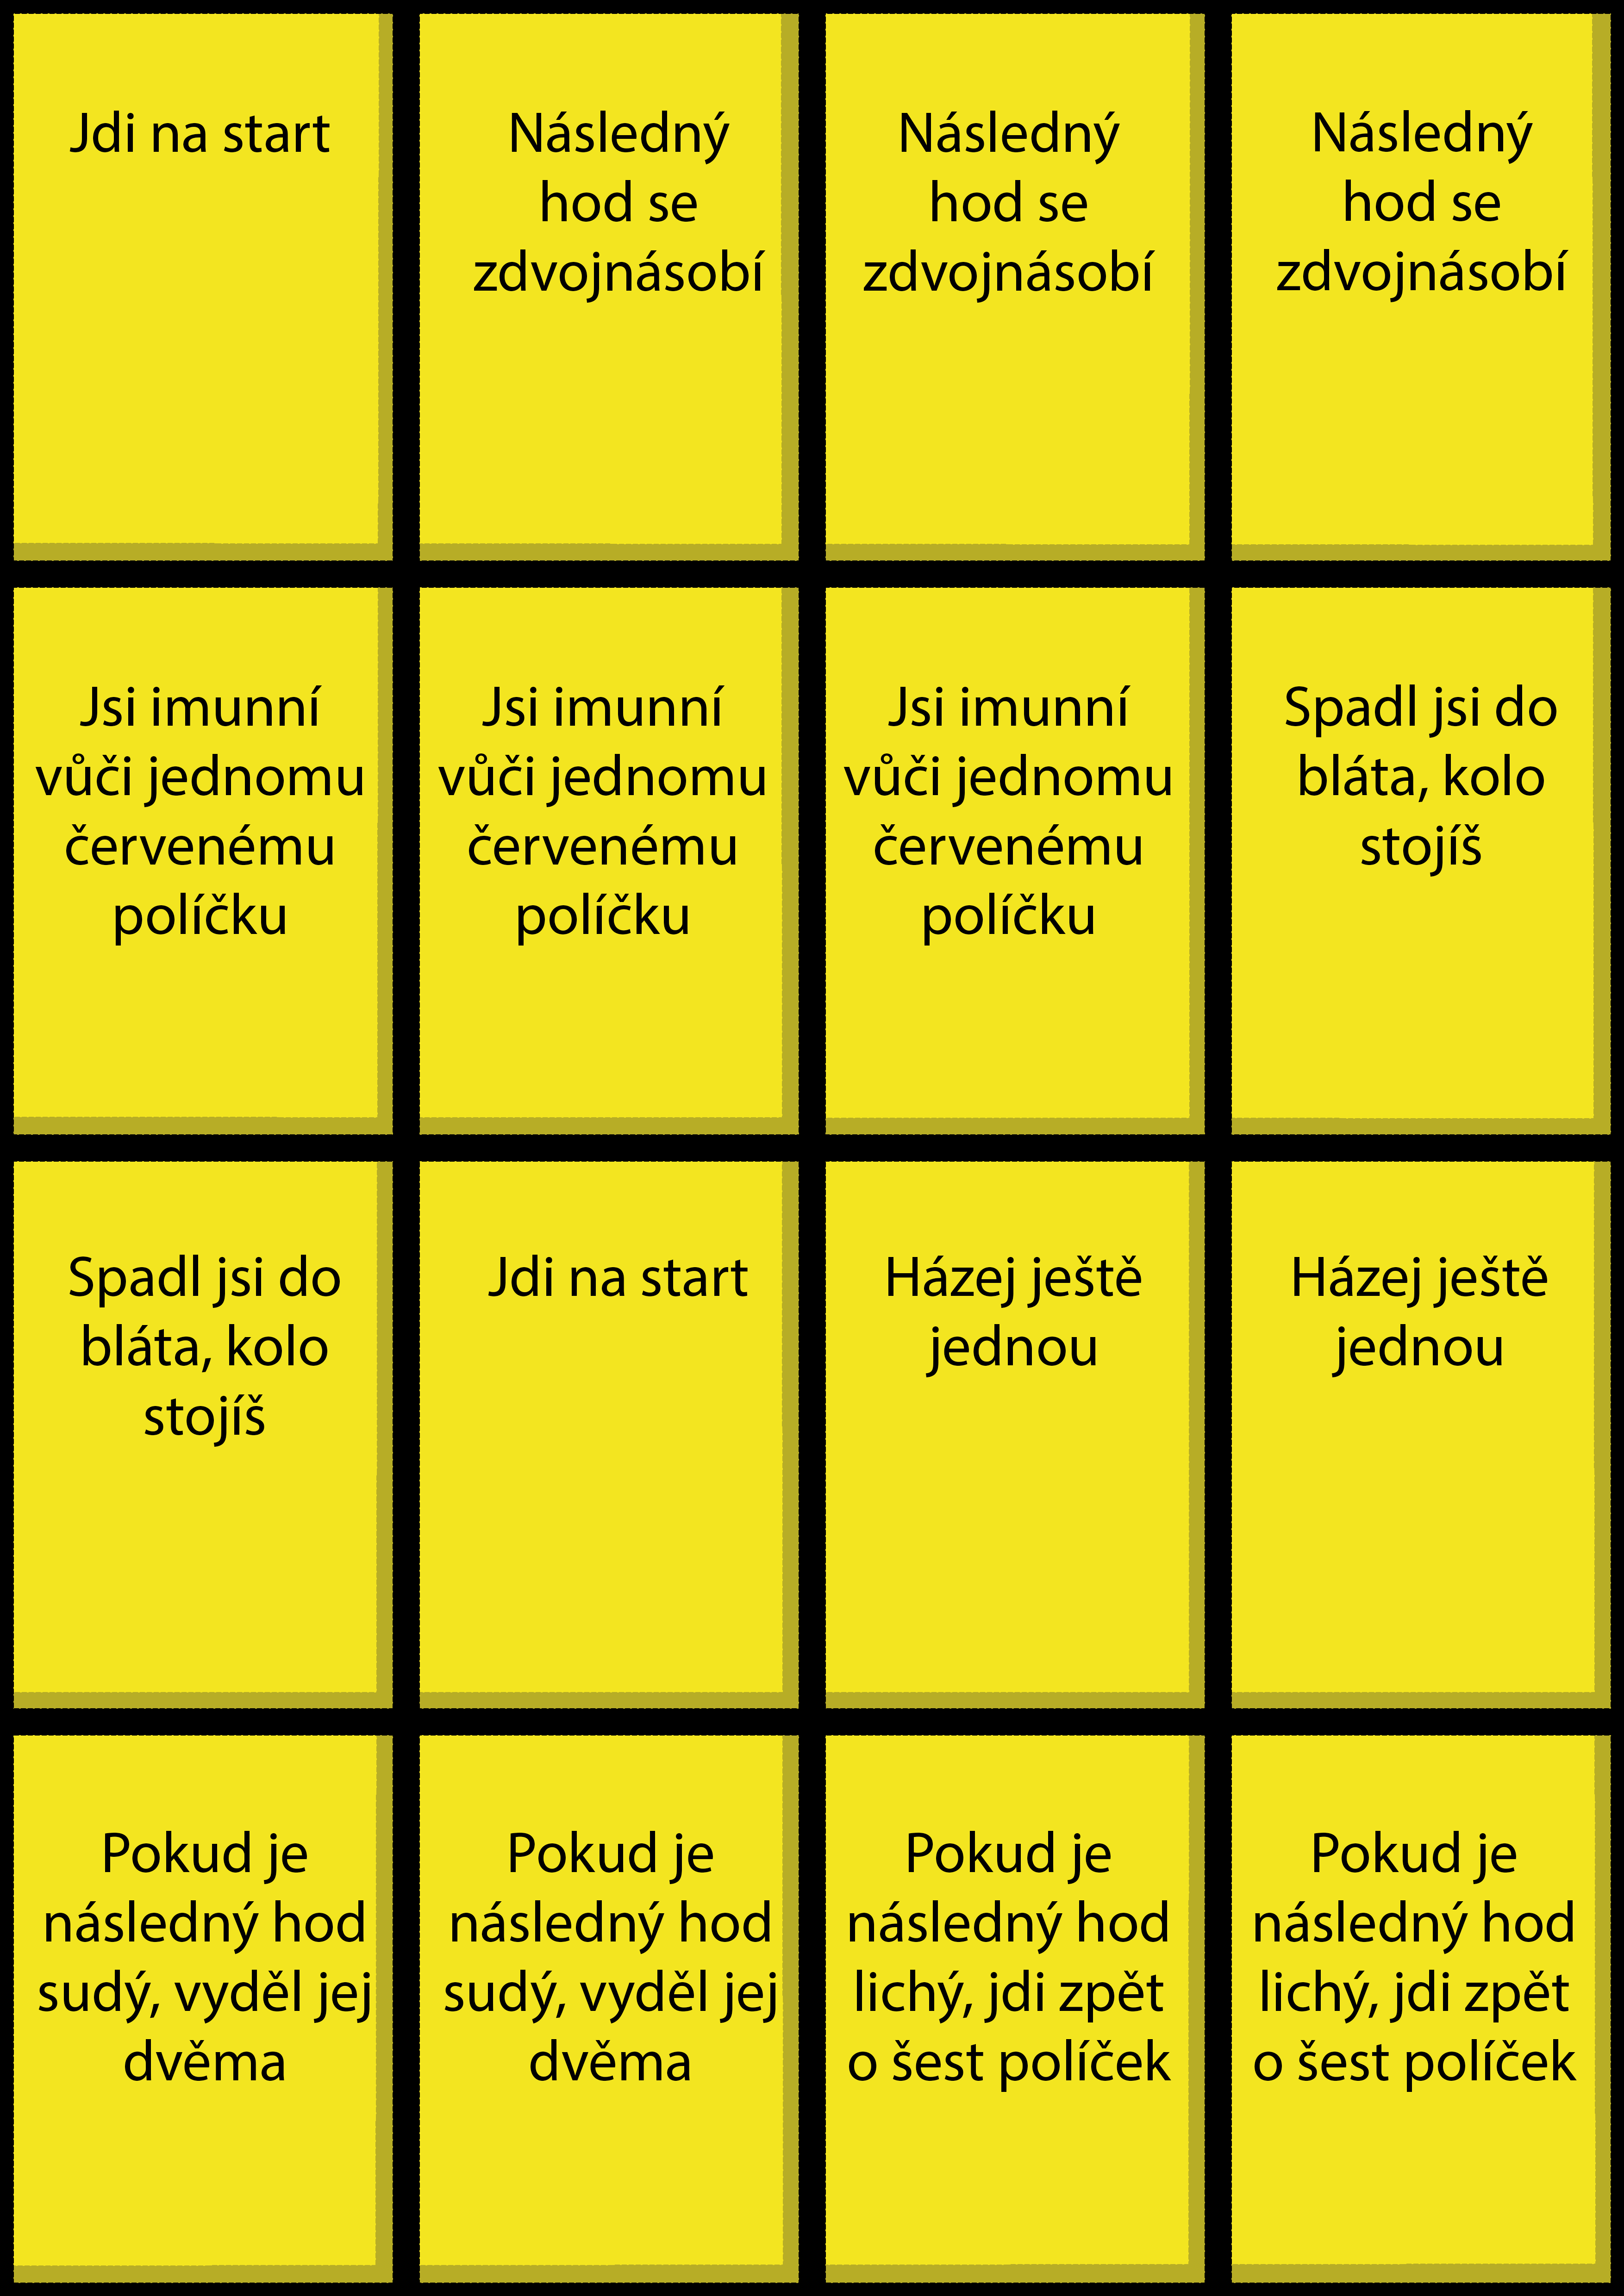 Jdi na start
Následný
hod se
zdvojnásobí
Následný
hod se
zdvojnásobí
Následný
hod se
zdvojnásobí
Jsi imunní
vůči jednomu
červenému
políčku
Jsi imunní
vůči jednomu
červenému
políčku
Jsi imunní
vůči jednomu
červenému
políčku
Spadl jsi do
bláta, kolo
stojíš
Spadl jsi do
bláta, kolo
stojíš
Jdi na start
Házej ještě
jednou
Házej ještě
jednou
Pokud je
následný hod
sudý, vyděl jej
dvěma
Pokud je
následný hod
sudý, vyděl jej
dvěma
Pokud je
následný hod
lichý, jdi zpět
o šest políček
Pokud je
následný hod
lichý, jdi zpět
o šest políček